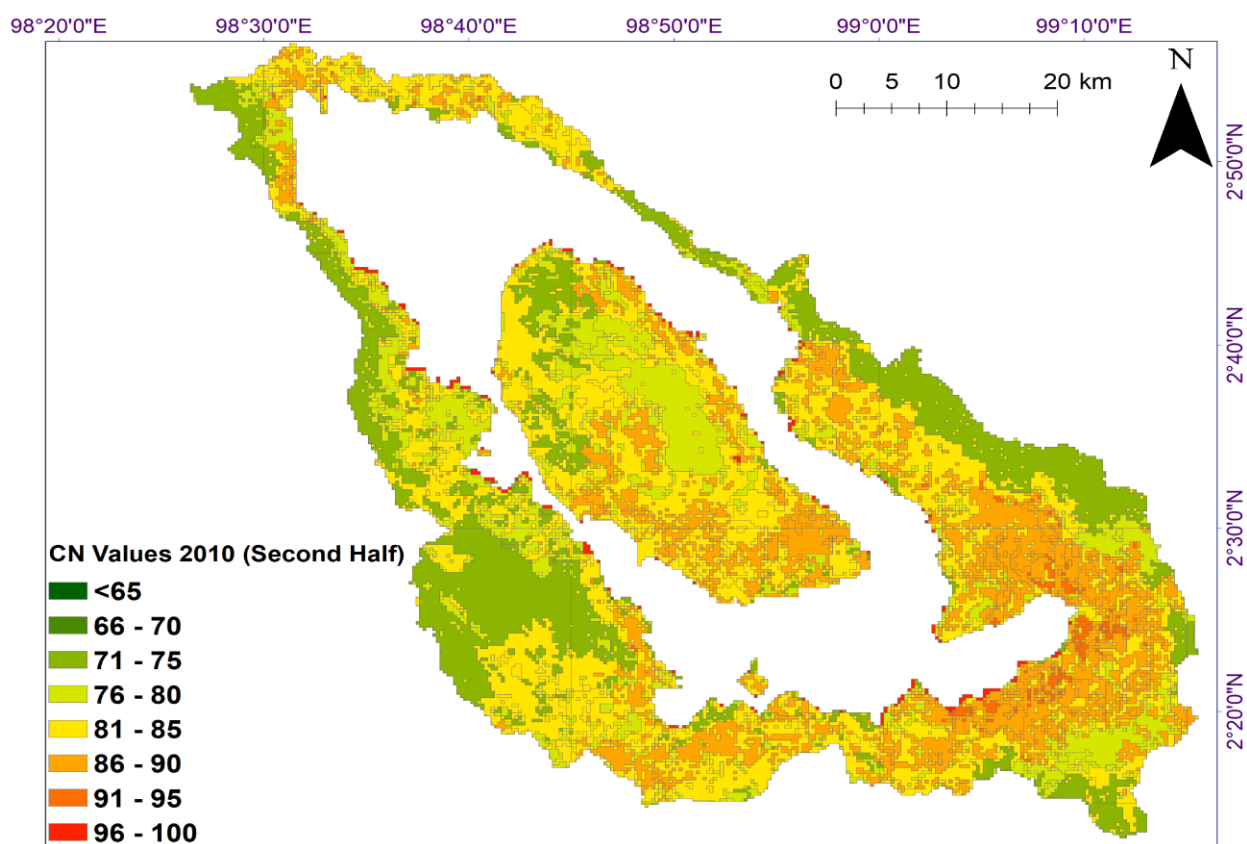 98°20'0"E 98°30'0"E 98°40'0"E 98°50'0"E 99°00'0"E 99°10'0"E
N
0 5 10 20 km
2°50'0"N
2°40'0"N
2°30'0"N
2°20'0"N
CN Values 2010 (Second Half)
<65
66 - 70
71 - 75
76 - 80
81 - 85
86 - 90
91 - 95
96 - 100